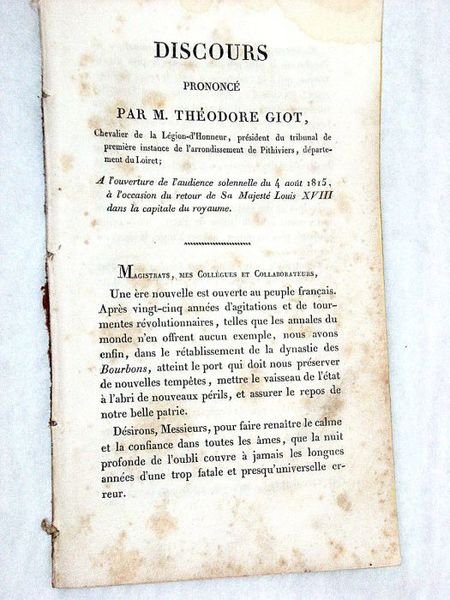 DISCOURS
PRONONCÉ
PAR M. THÉODORE GIOT,
Chevalier de la Légion-d'Honneur, président du tribunal de
première instance de l'arrondissement de Pithiviers, départe-
ment du Loiret;
A l'ouverture de l'audience solennelle du 4 août 1815,
à l'occasion du retour de Sa Majesté Louis XVIII
dans la capitale du royaume.
Magistrats, mes Collègues et Collaborateurs,
Une ère nouvelle est ouverte au peuple français.
Après vingt-cinq années d'agitations et de tour-
mentes révolutionnaires, telles que les annales du
monde n'en offrent aucun exemple, nous avons
enfin, dans le rétablissement de la dynastie des
Bourbons, atteint le port qui doit nous préserver
de nouvelles tempêtes, mettre le vaisseau de l'état
à l'abri de nouveaux périls, et assurer le repos de
notre belle patrie.
Désirons, Messieurs, pour faire renaître le calme
et la confiance dans toutes les âmes, que la nuit
profonde de l'oubli couvre à jamais les longues
années d'une trop fatale et presqu'universelle er-
reur.